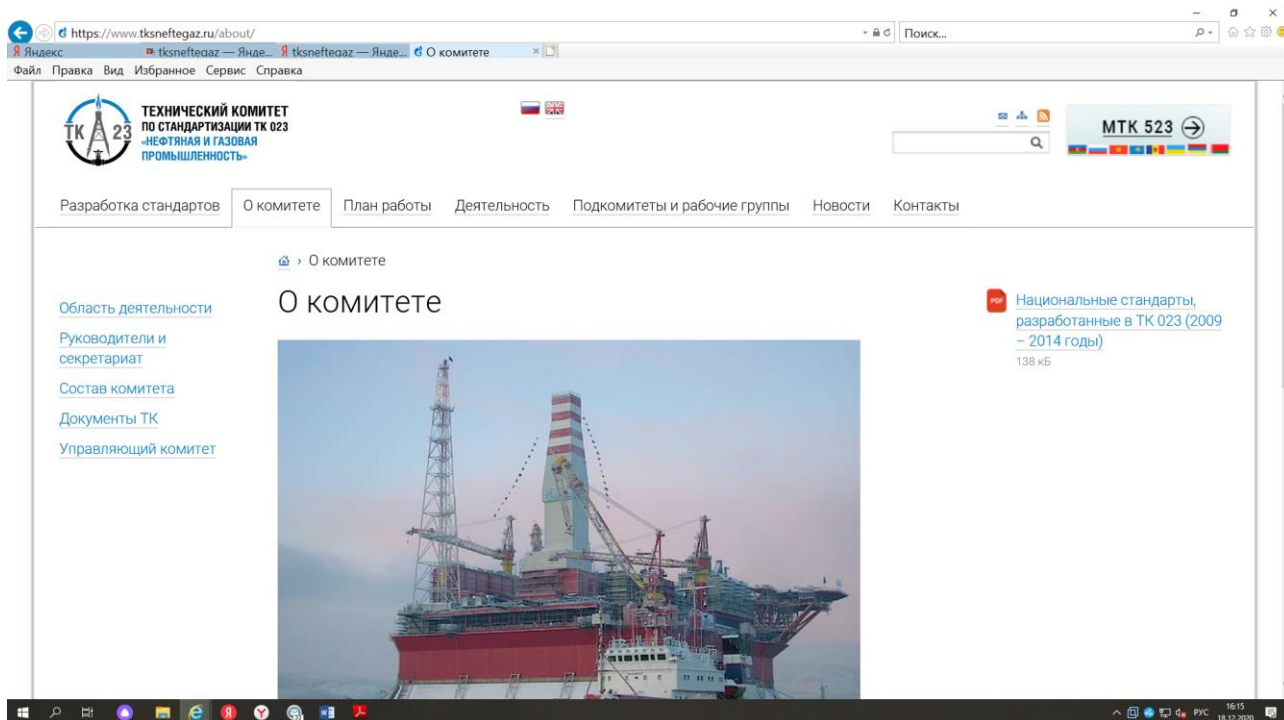 https://www.tksneftegaz.ru/about/
Поиск...
Я Яндекс
tksneftegaz — Янде...
Я tksneftegaz — Янде...
О комитете
Файл Правка Вид Избранное Сервис Справка
ТК 23
ТЕХНИЧЕСКИЙ КОМИТЕТ
ПО СТАНДАРТИЗАЦИИ ТК 023
«НЕФТЯНАЯ И ГАЗОВАЯ
ПРОМЫШЛЕННОСТЬ»
МТК 523
Разработка стандартов
О комитете
План работы
Деятельность
Подкомитеты и рабочие группы
Новости
Контакты
› О комитете
О комитете
Область деятельности
Руководители и
секретариат
Состав комитета
Документы ТК
Управляющий комитет
PDF
Национальные стандарты,
разработанные в ТК 023 (2009
– 2014 годы)
138 кБ
РУС
16:15
18.12.2020